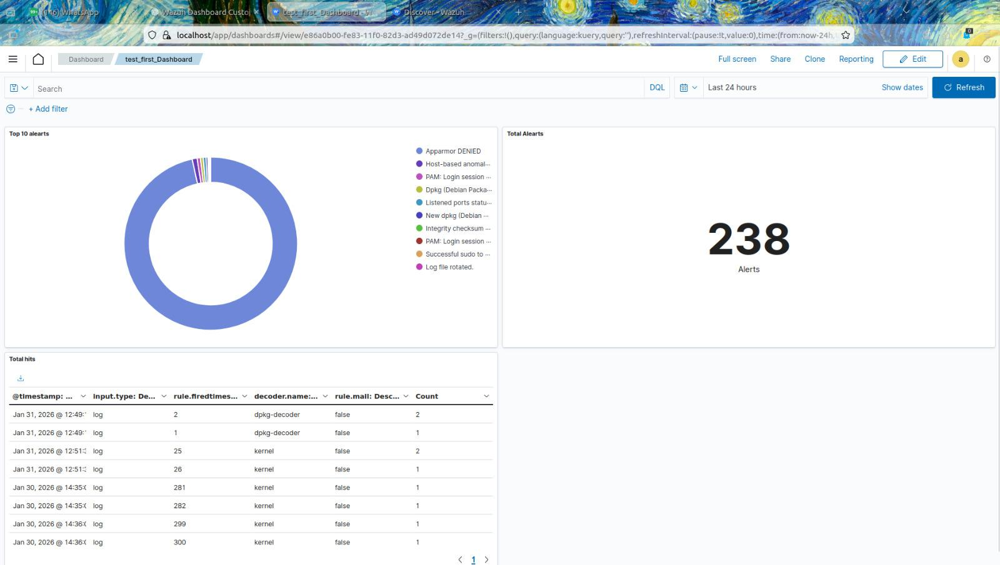 (146) WhatsApp
Wazuh Dashboard Custo
test_first_Dashboard - W
Discover - Wazuh
localhost/app/dashboards#/view/e86a0b00-fe83-11f0-82d3-ad49d072de14?_g=(filters:!(),query:(language:kuery,query:''),refreshInterval:(pause:!t,value:0),time:(from:now-24h,
0
Dashboard
test_first_Dashboard
Full screen
Share
Clone
Reporting
Edit
a
Search
DQL
Last 24 hours
Show dates
Refresh
+ Add filter
Top 10 alearts
Apparmor DENIED
Host-based anomal...
PAM: Login session ...
Dpkg (Debian Packa...
Listened ports statu...
New dpkg (Debian ...
Integrity checksum ...
PAM: Login session ...
Successful sudo to ...
Log file rotated.
Total Alearts
238
Alerts
Total hits
@timestamp: ... input.type: De... rule.firedtimes... decoder.name:... rule.mail: Desc... Count
Jan 31, 2026 @ 12:49: log 2 dpkg-decoder false 2
Jan 31, 2026 @ 12:49: log 1 dpkg-decoder false 1
Jan 31, 2026 @ 12:51: log 25 kernel false 2
Jan 31, 2026 @ 12:51: log 26 kernel false 1
Jan 30, 2026 @ 14:35: log 281 kernel false 1
Jan 30, 2026 @ 14:35: log 282 kernel false 1
Jan 30, 2026 @ 14:36: log 299 kernel false 1
Jan 30, 2026 @ 14:36: log 300 kernel false 1
1